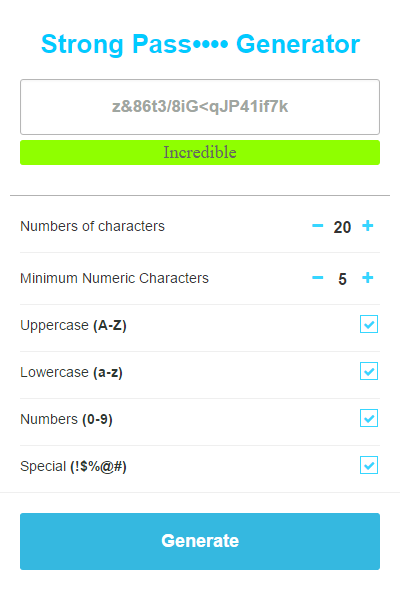 Strong Pass•••• Generator
z&86t3/8iG<qJP41if7k
Incredible
Numbers of characters − 20 +
Minimum Numeric Characters − 5 +
Uppercase (A-Z)
Lowercase (a-z)
Numbers (0-9)
Special (!$%@#)
Generate